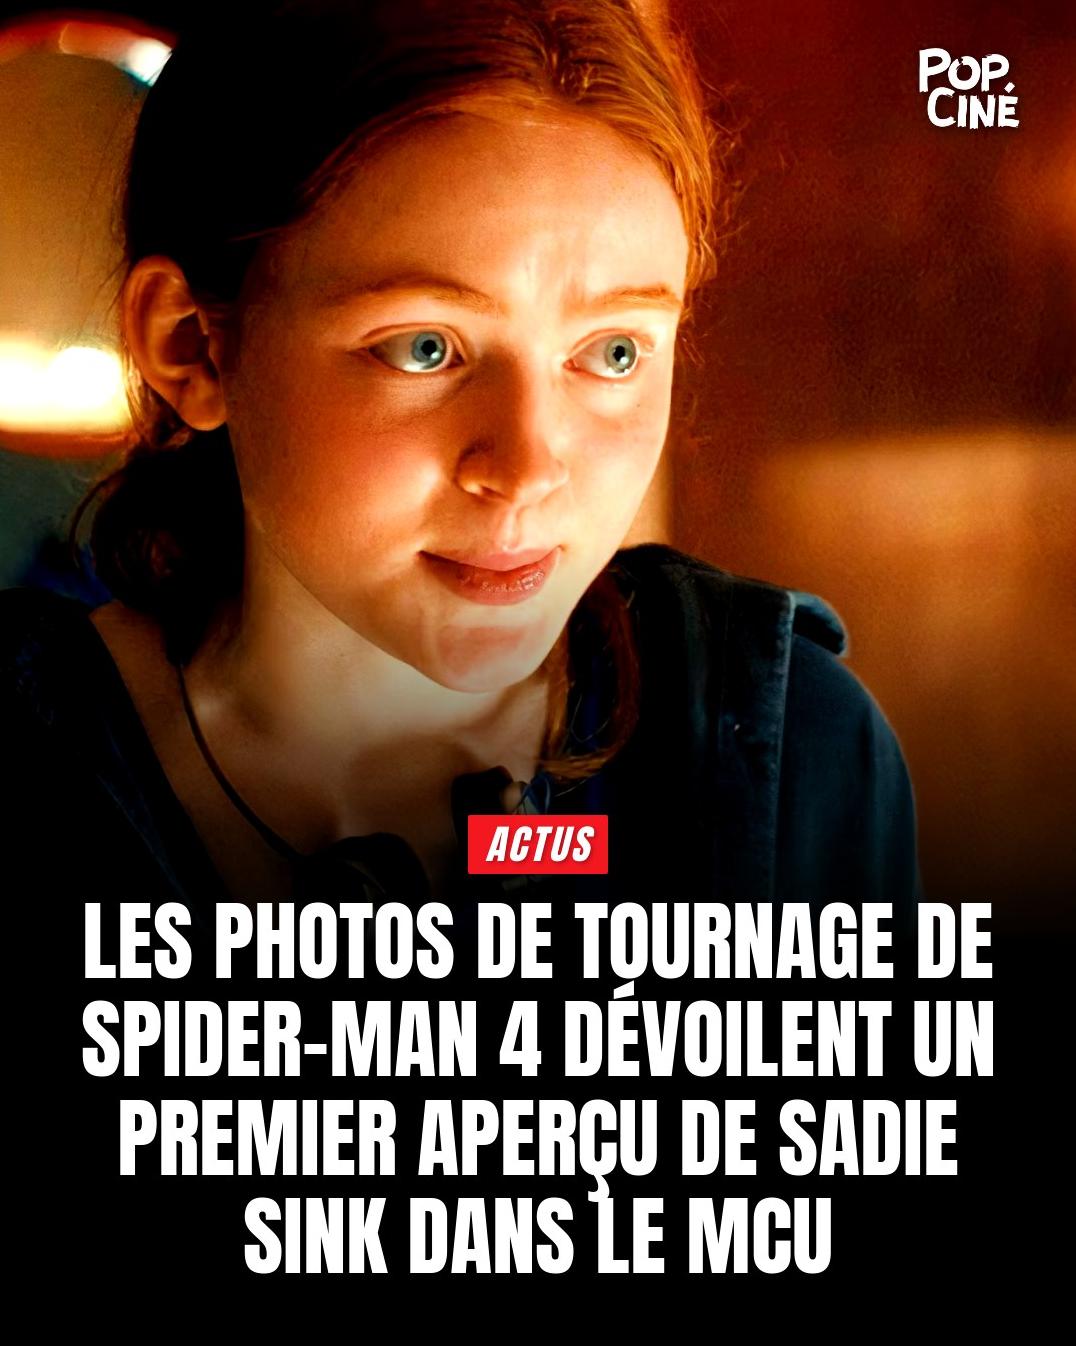 POP.
CINÉ
ACTUS
LES PHOTOS DE TOURNAGE DE
SPIDER-MAN 4 DÉVOILENT UN
PREMIER APERÇU DE SADIE
SINK DANS LE MCU